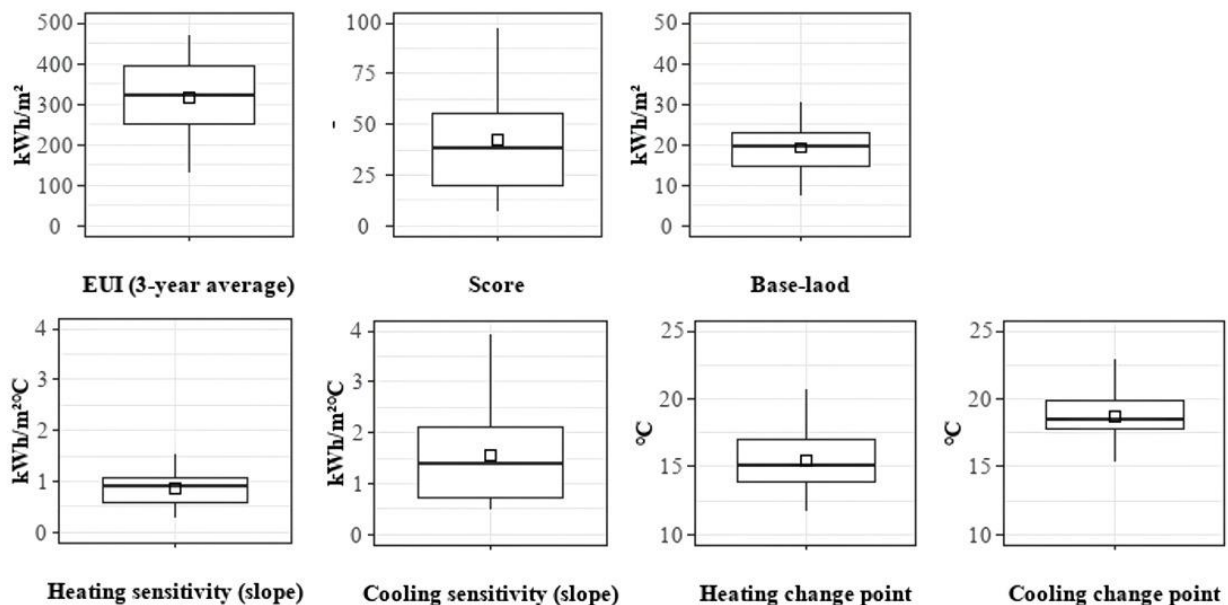 500
400
300
200
100
0
kWh/m²
EUI (3-year average)
100
75
50
25
0
-
Score
50
40
30
20
10
0
kWh/m²
Base-laod
4
3
2
1
0
kWh/m²°C
Heating sensitivity (slope)
4
3
2
1
0
kWh/m²°C
Cooling sensitivity (slope)
25
20
15
10
°C
Heating change point
25
20
15
10
°C
Cooling change point